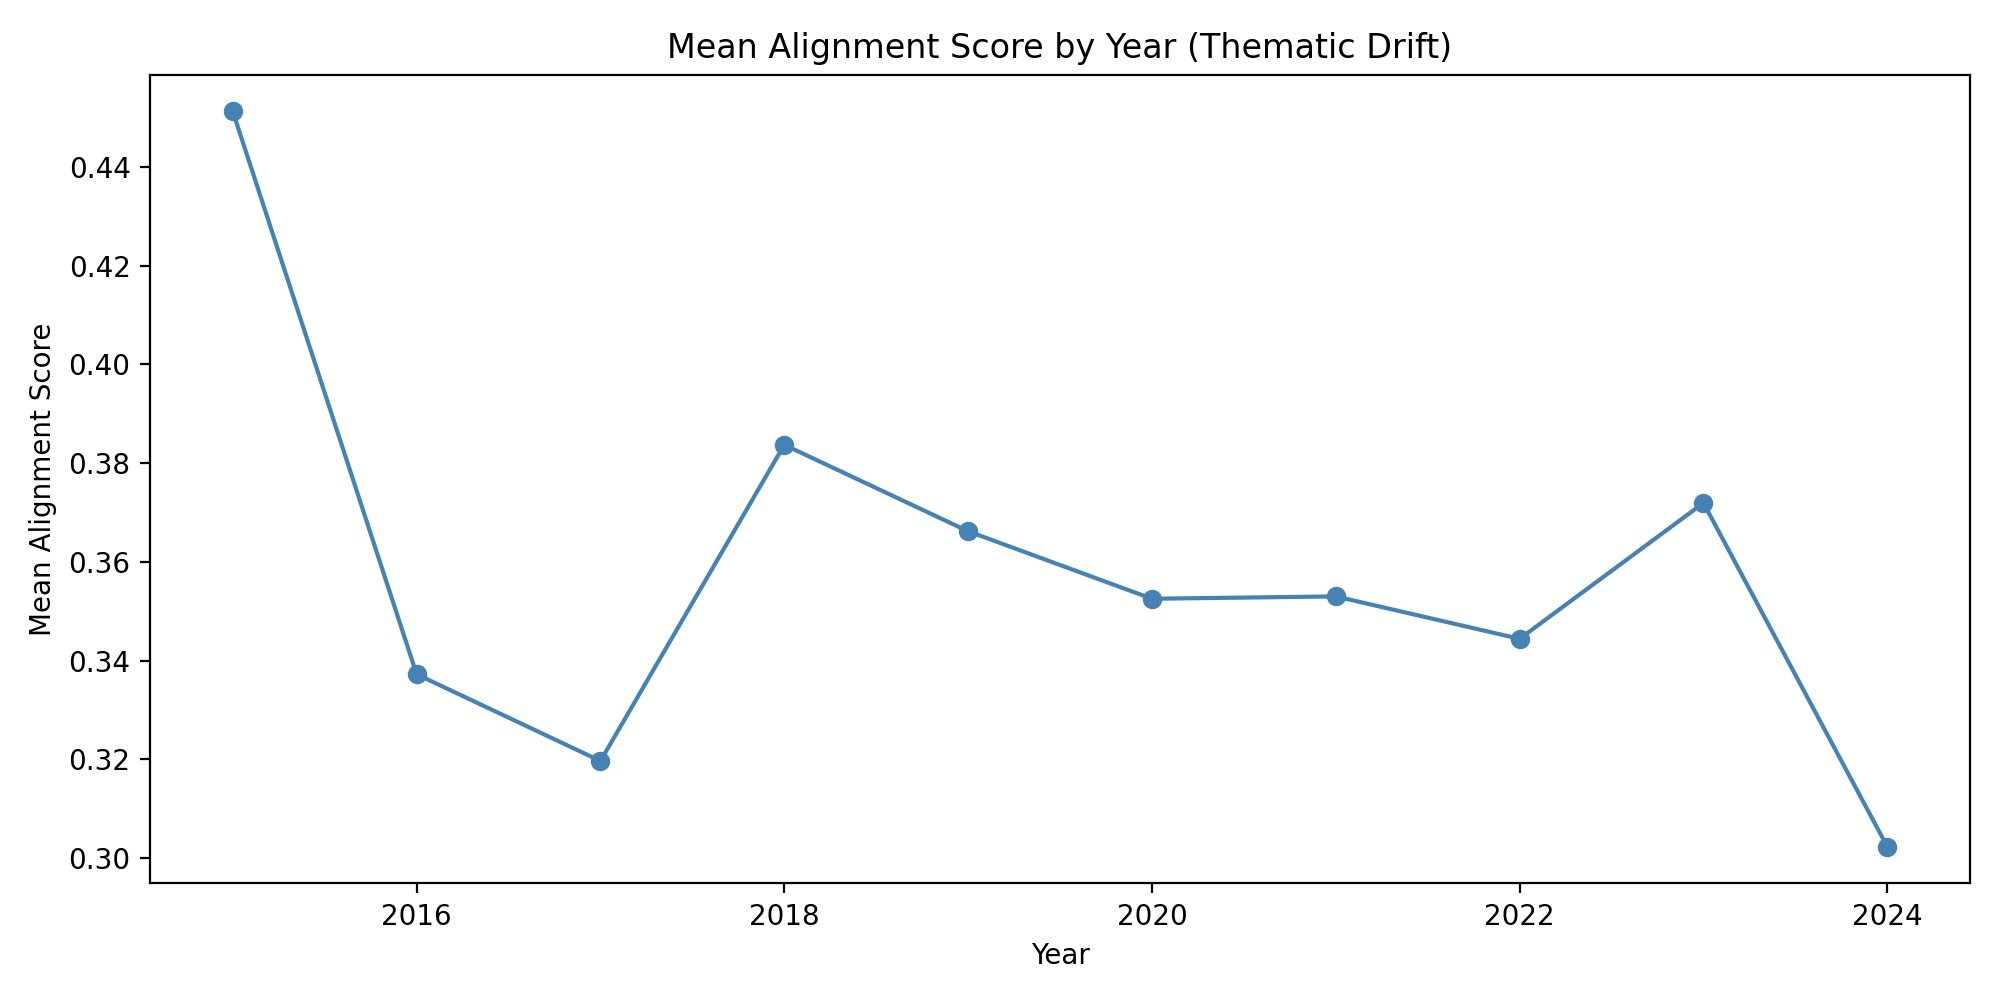 Mean Alignment Score by Year (Thematic Drift)
Mean Alignment Score
0.44
0.42
0.40
0.38
0.36
0.34
0.32
0.30
2016 2018 2020 2022 2024
Year